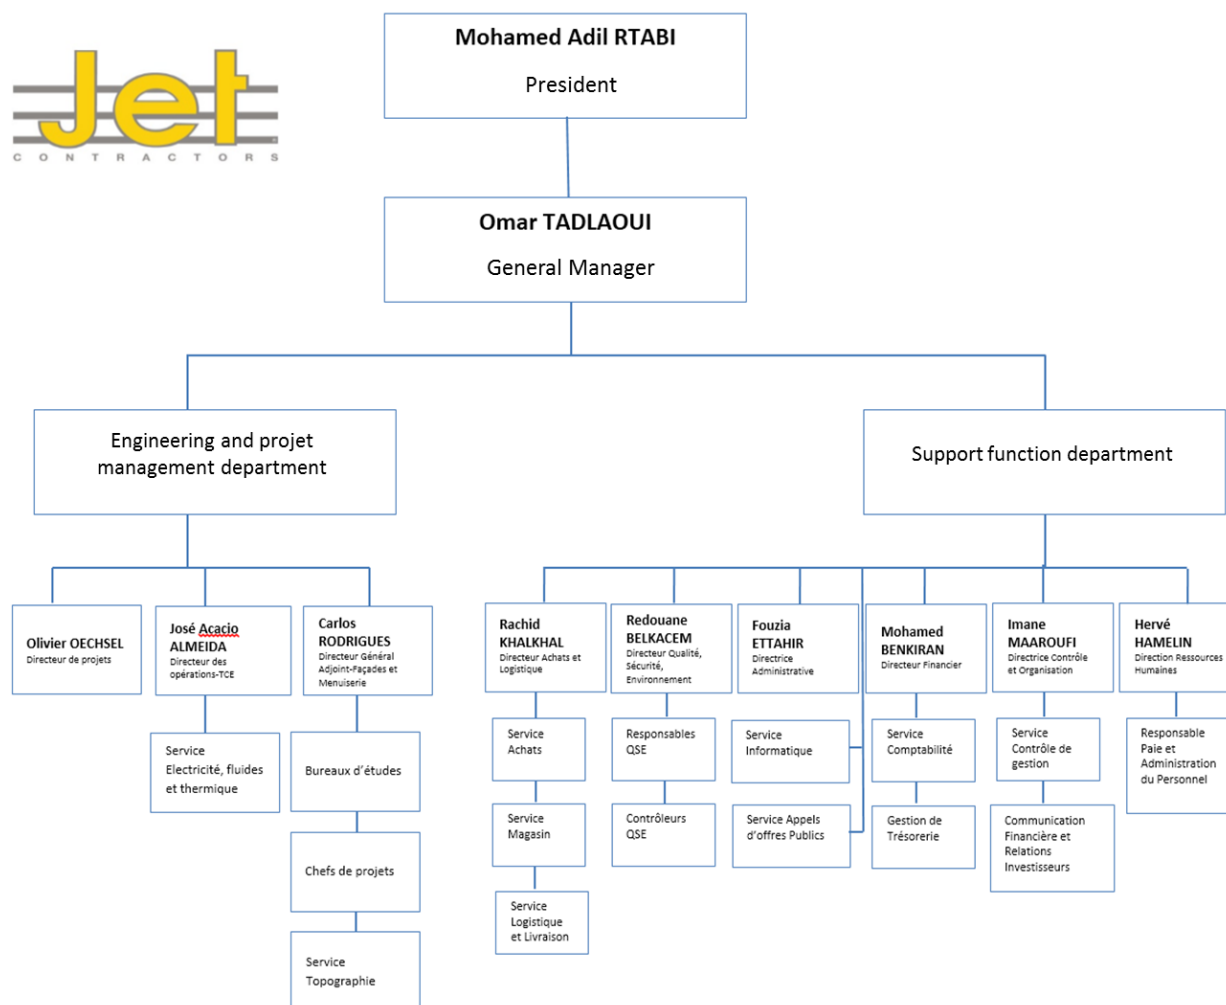 Mohamed Adil RTABI
President
Jet
CONTRACTORS
Omar TADLAOUI
General Manager
Engineering and projet
management department
Support function department
Olivier OECHSEL
Directeur de projets
José Acacio
ALMEIDA
Directeur des
opérations-TCE
Carlos
RODRIGUES
Directeur Général
Adjoint-Façades et
Menuiserie
Rachid
KHALKHAL
Directeur Achats et
Logistique
Redouane
BELKACEM
Directeur Qualité,
Sécurité,
Environnement
Fouzia
ETTAHIR
Directrice
Administrative
Mohamed
BENKIRAN
Directeur Financier
Imane
MAAROUFI
Directrice Contrôle
et Organisation
Hervé
HAMELIN
Direction Ressources
Humaines
Service
Electricité, fluides
et thermique
Bureaux d’études
Chefs de projets
Service
Topographie
Service
Achats
Service
Magasin
Service
Logistique
et Livraison
Responsables
QSE
Contrôleurs
QSE
Service
Informatique
Service Appels
d’offres Publics
Service
Comptabilité
Gestion de
Trésorerie
Service
Contrôle de
gestion
Communication
Financière et
Relations
Investisseurs
Responsable
Paie et
Administration
du Personnel